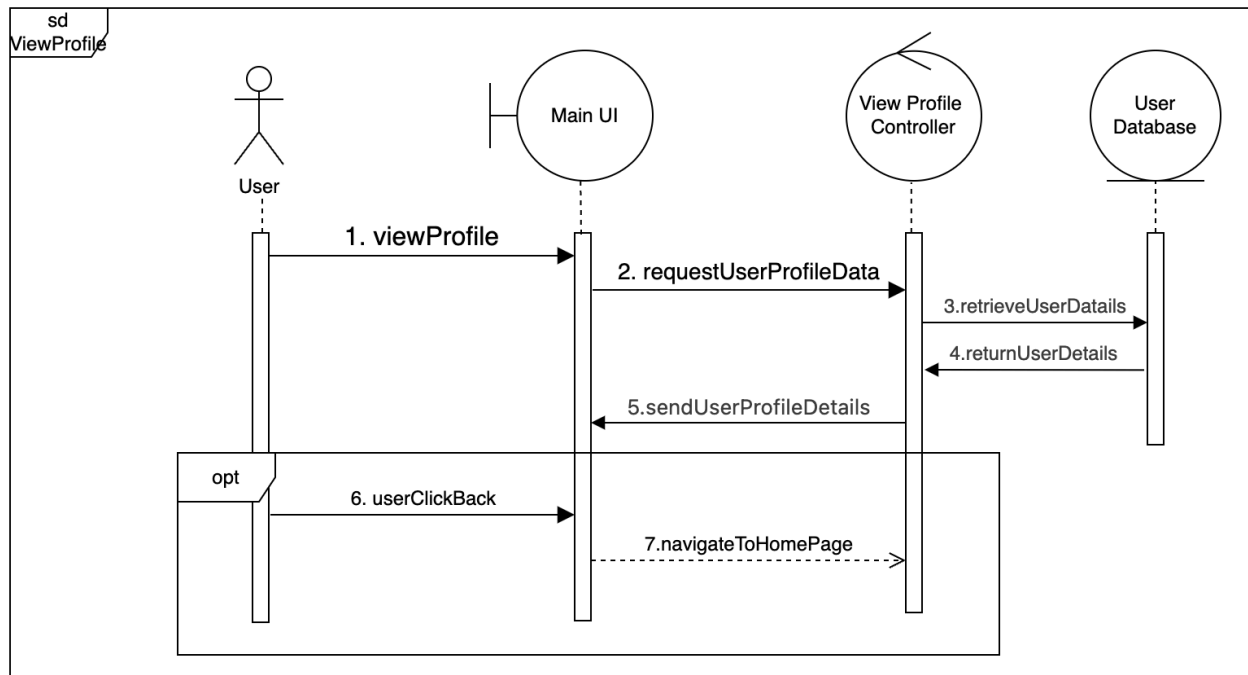 sd
ViewProfile
Main UI
View Profile
Controller
User
Database
User
1. viewProfile
2. requestUserProfileData
3.retrieveUserDatails
4.returnUserDetails
5.sendUserProfileDetails
opt
6. userClickBack
7.navigateToHomePage